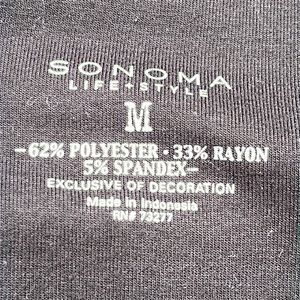 SONOMA
LIFE+STYLE
M
-62% POLYESTER • 33% RAYON
5% SPANDEX-
EXCLUSIVE OF DECORATION
Made in Indonesia
RN# 73277